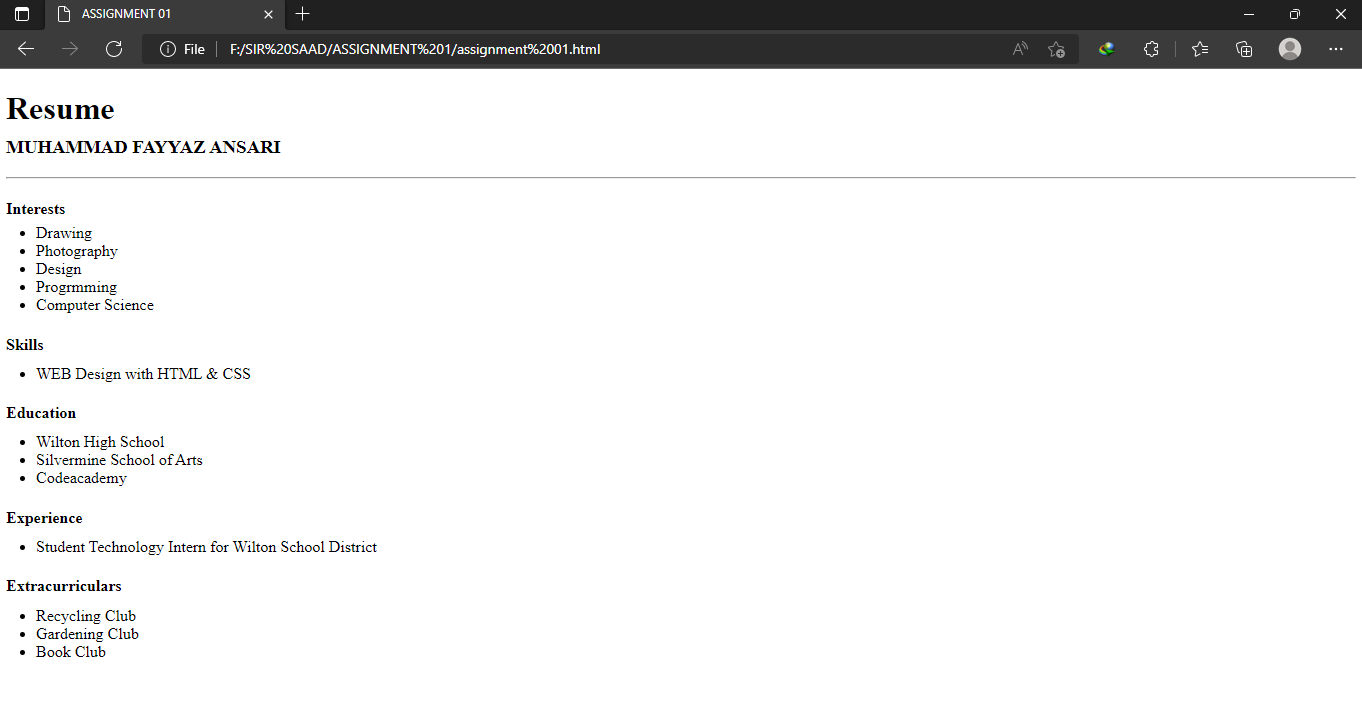 ASSIGNMENT 01
File F:/SIR%20SAAD/ASSIGNMENT%201/assignment%2001.html
Resume
MUHAMMAD FAYYAZ ANSARI
Interests
• Drawing
• Photography
• Design
• Progrmming
• Computer Science
Skills
• WEB Design with HTML & CSS
Education
• Wilton High School
• Silvermine School of Arts
• Codeacademy
Experience
• Student Technology Intern for Wilton School District
Extracurriculars
• Recycling Club
• Gardening Club
• Book Club